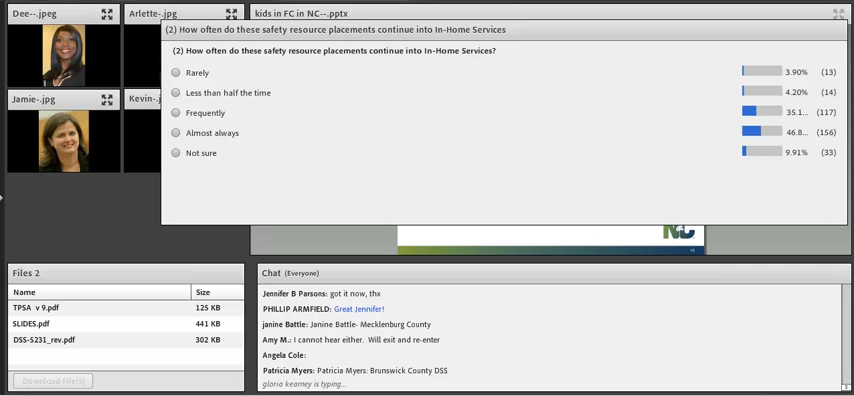 Dee--.jpeg
Arlette-.jpg
kids in FC in NC--.pptx
(2) How often do these safety resource placements continue into In-Home Services
(2) How often do these safety resource placements continue into In-Home Services?
Rarely 3.90% (13)
Less than half the time 4.20% (14)
Frequently 35.1... (117)
Almost always 46.8... (156)
Not sure 9.91% (33)
Jamie-.jpg
Kevin-.j
Files 2
Name Size
TPSA v 9.pdf 125 KB
SLIDES.pdf 441 KB
DSS-5231_rev.pdf 302 KB
Download File(s)
Chat (Everyone)
Jennifer B Parsons: got it now, thx
PHILLIP ARMFIELD: Great Jennifer!
janine Battle: Janine Battle- Mecklenburg County
Amy M.: I cannot hear either. Will exit and re-enter
Angela Cole:
Patricia Myers: Patricia Myers: Brunswick County DSS
gloria kearney is typing...